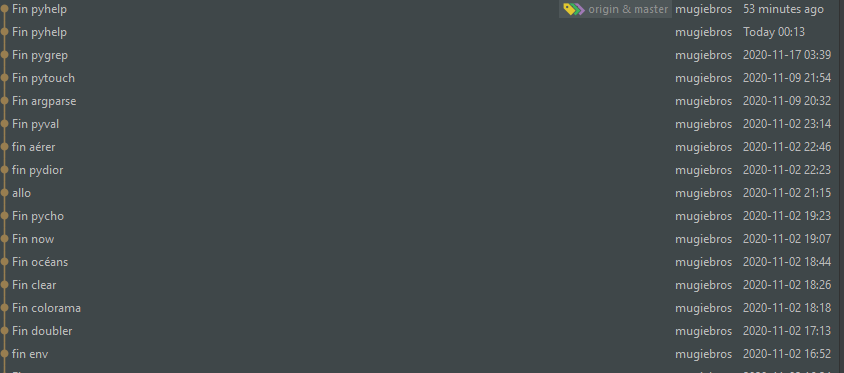 Fin pyhelp origin & master mugiebros 53 minutes ago
Fin pyhelp mugiebros Today 00:13
Fin pygrep mugiebros 2020-11-17 03:39
Fin pytouch mugiebros 2020-11-09 21:54
Fin argparse mugiebros 2020-11-09 20:32
Fin pyval mugiebros 2020-11-02 23:14
fin aérer mugiebros 2020-11-02 22:46
fin pydior mugiebros 2020-11-02 22:23
allo mugiebros 2020-11-02 21:15
Fin pycho mugiebros 2020-11-02 19:23
Fin now mugiebros 2020-11-02 19:07
Fin océans mugiebros 2020-11-02 18:44
Fin clear mugiebros 2020-11-02 18:26
Fin colorama mugiebros 2020-11-02 18:18
Fin doubler mugiebros 2020-11-02 17:13
fin env mugiebros 2020-11-02 16:52